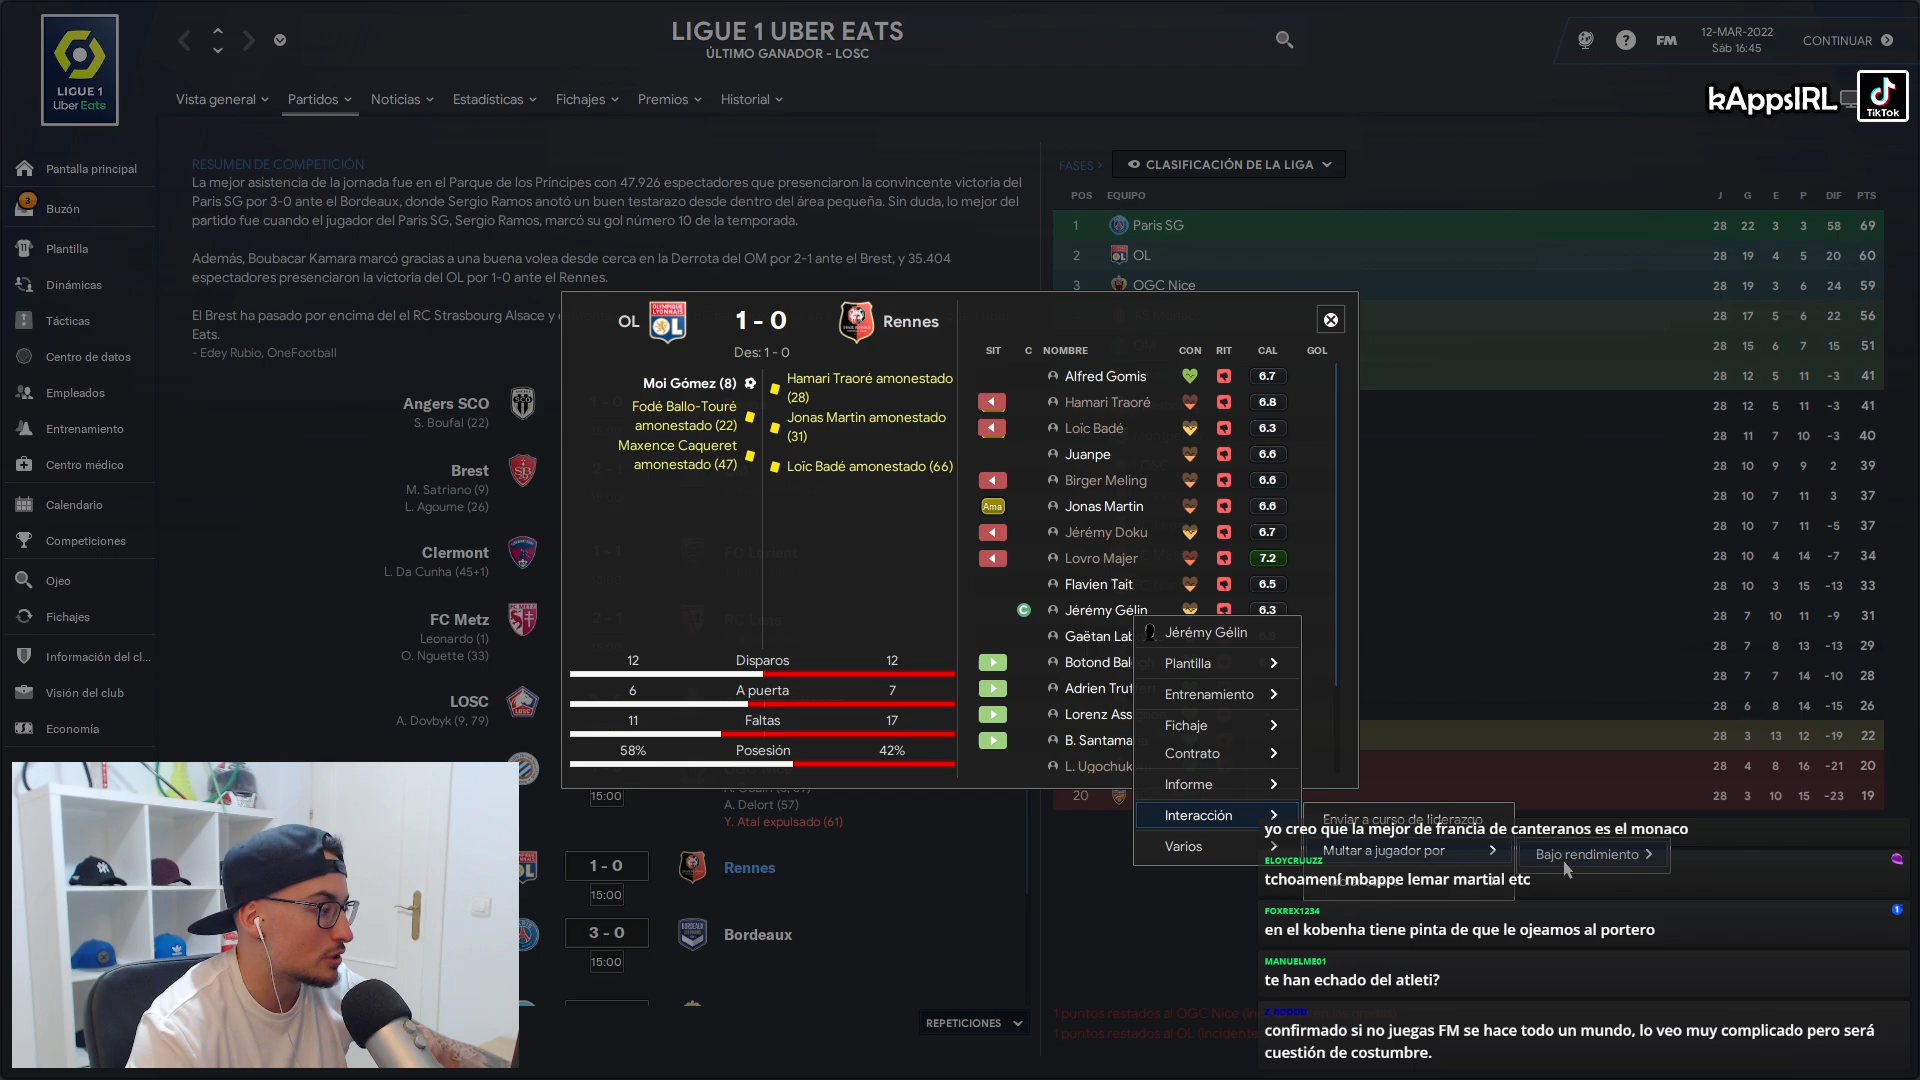 LIGUE 1 UBER EATS
ÚLTIMO GANADOR - LOSC
FM
12-MAR-2022
Sáb 16:45
CONTINUAR
LIGUE 1
Uber Eats
Vista general
Partidos
Noticias
Estadísticas
Fichajes
Premios
Historial
kAppsIRL
TikTok
Pantalla principal
3
Buzón
Plantilla
Dinámicas
Tácticas
Centro de datos
Empleados
Entrenamiento
Centro médico
Calendario
Competiciones
Ojeo
Fichajes
Información del cl...
Visión del club
Economía
RESUMEN DE COMPETICIÓN
La mejor asistencia de la jornada fue en el Parque de los Príncipes con 47.926 espectadores que presenciaron la convincente victoria del
Paris SG por 3-0 ante el Bordeaux, donde Sergio Ramos anotó un buen testarazo desde dentro del área pequeña. Sin duda, lo mejor del
partido fue cuando el jugador del Paris SG, Sergio Ramos, marcó su gol número 10 de la temporada.
Además, Boubacar Kamara marcó gracias a una buena volea desde cerca en la Derrota del OM por 2-1 ante el Brest, y 35.404
espectadores presenciaron la victoria del OL por 1-0 ante el Rennes.
El Brest ha pasado por encima del el RC Strasbourg Alsace y
Eats.
- Edey Rubio, OneFootball
Angers SCO
S. Boufal (22)
Brest
M. Satriano (9)
L. Agoume (26)
Clermont
L. Da Cunha (45+1)
FC Metz
Leonardo (1)
O. Nguette (33)
LOSC
A. Dovbyk (9, 79)
15:00
A. Delort (57)
Y. Atal expulsado (61)
1 - 0
Rennes
15:00
3 - 0
Bordeaux
15:00
REPETICIONES
FASES >
CLASIFICACIÓN DE LA LIGA
POS EQUIPO J G E P DIF PTS
1 Paris SG 28 22 3 3 58 69
2 OL 28 19 4 5 20 60
3 OGC Nice 28 19 3 6 24 59
28 17 5 6 22 56
28 15 6 7 15 51
28 12 5 11 -3 41
28 12 5 11 -3 41
28 11 7 10 -3 40
28 10 9 9 2 39
28 10 7 11 3 37
28 10 7 11 -5 37
28 10 4 14 -7 34
28 10 3 15 -13 33
28 7 10 11 -9 31
28 7 8 13 -13 29
28 7 7 14 -10 28
28 6 8 14 -15 26
28 3 13 12 -19 22
28 4 8 16 -21 20
20 28 3 10 15 -23 19
OL
1 - 0
Rennes
Des: 1 - 0
Moi Gómez (8)
Fodé Ballo-Touré
amonestado (22)
Maxence Caqueret
amonestado (47)
Hamari Traoré amonestado
(28)
Jonas Martin amonestado
(31)
Loïc Badé amonestado (66)
12 Disparos 12
6 A puerta 7
11 Faltas 17
58% Posesión 42%
SIT C NOMBRE CON RIT CAL GOL
Alfred Gomis 6.7
Hamari Traoré 6.8
Loïc Badé 6.3
Juanpe 6.6
Birger Meling 6.6
Ama Jonas Martin 6.6
Jérémy Doku 6.7
Lovro Majer 7.2
Flavien Tait 6.5
C Jérémy Gélin 6.3
Gaëtan Lab
Botond Balogh
Adrien Truf
Lorenz Ass
B. Santama
L. Ugochuk
Jérémy Gélin
Plantilla
Entrenamiento
Fichaje
Contrato
Informe
Interacción
Varios
Enviar a curso de liderazgo
Multar a jugador por
Bajo rendimiento
yo creo que la mejor de francia de canteranos es el monaco
ELOYCRUUZZ
tchoamení mbappe lemar martial etc
FOXREX1234
en el kobenha tiene pinta de que le ojeamos al portero
MANUELME01
te han echado del atleti?
confirmado si no juegas FM se hace todo un mundo, lo veo muy complicado pero será
cuestión de costumbre.
1 puntos restados al OGC Nice
1 puntos restados al OL